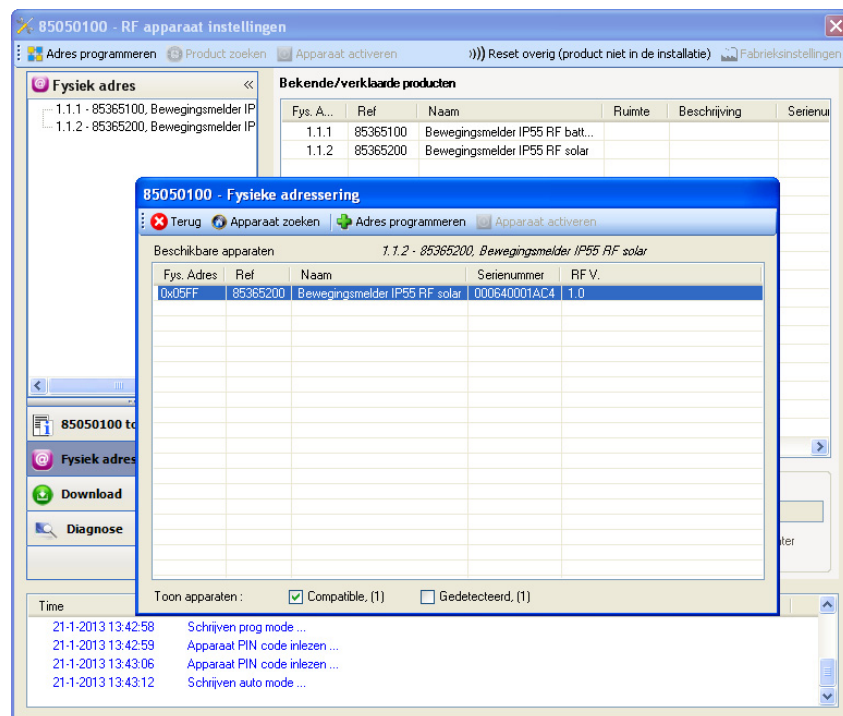 85050100 - RF apparaat instellingen
Adres programmeren Product zoeken Apparaat activeren Reset overig (product niet in de installatie) Fabrieksinstellingen
Fysiek adres «
1.1.1 - 85365100, Bewegingsmelder IP
1.1.2 - 85365200, Bewegingsmelder IP
Bekende/verklaarde producten
Fys. A... Ref Naam Ruimte Beschrijving
1.1.1 85365100 Bewegingsmelder IP55 RF batt...
1.1.2 85365200 Bewegingsmelder IP55 RF solar
85050100 - Fysieke adressering
Terug Apparaat zoeken Adres programmeren Apparaat activeren
Beschikbare apparaten 1.1.2 - 85365200, Bewegingsmelder IP55 RF solar
Fys. Adres Ref Naam Serienummer RF V.
0x05FF 85365200 Bewegingsmelder IP55 RF solar 000640001AC4 1.0
Toon apparaten : Compatible, (1) Gedetecteerd, (1)
85050100 to
Fysiek adres
Download
Diagnose
Time
21-1-2013 13:42:58 Schrijven prog mode ...
21-1-2013 13:42:59 Apparaat PIN code inlezen ...
21-1-2013 13:43:06 Apparaat PIN code inlezen ...
21-1-2013 13:43:12 Schrijven auto mode ...